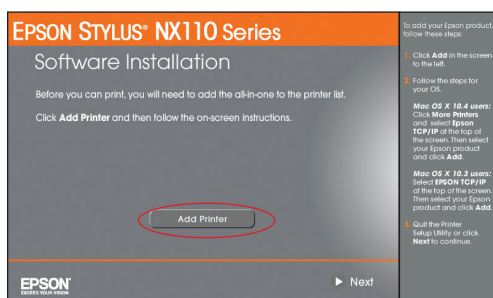 EPSON STYLUS® NX110 Series
Software Installation
Before you can print, you will need to add the all-in-one to the printer list.
Click Add Printer and then follow the on-screen instructions.
Add Printer
EPSON®
EXCEED YOUR VISION
Next
To add your Epson product,
follow these steps:
1. Click Add in the screen
to the left.
2. Follow the steps for
your OS.
Mac OS X 10.4 users:
Click More Printers
and select Epson
TCP/IP at the top of
the screen. Then select
your Epson product
and click Add.
Mac OS X 10.3 users:
Select EPSON TCP/IP
at the top of the screen.
Then select your Epson
product and click Add.
3. Quit the Printer
Setup Utility or click
Next to continue.